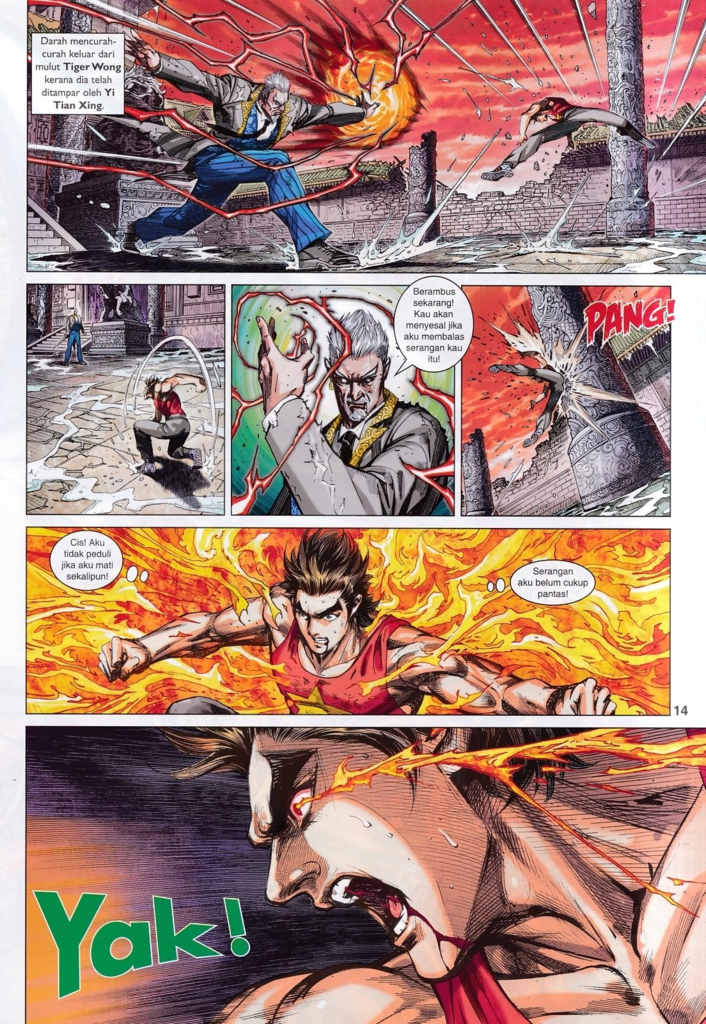 Darah mencurah-
curah keluar dari
mulut Tiger Wong
kerana dia telah
ditampar oleh Yi
Tian Xing.
Berambus
sekarang!
Kau akan
menyesal jika
aku membalas
serangan kau
itu!
PANG!
Cis! Aku
tidak peduli
jika aku mati
sekalipun!
Serangan
aku belum cukup
pantas!
14
Yak!